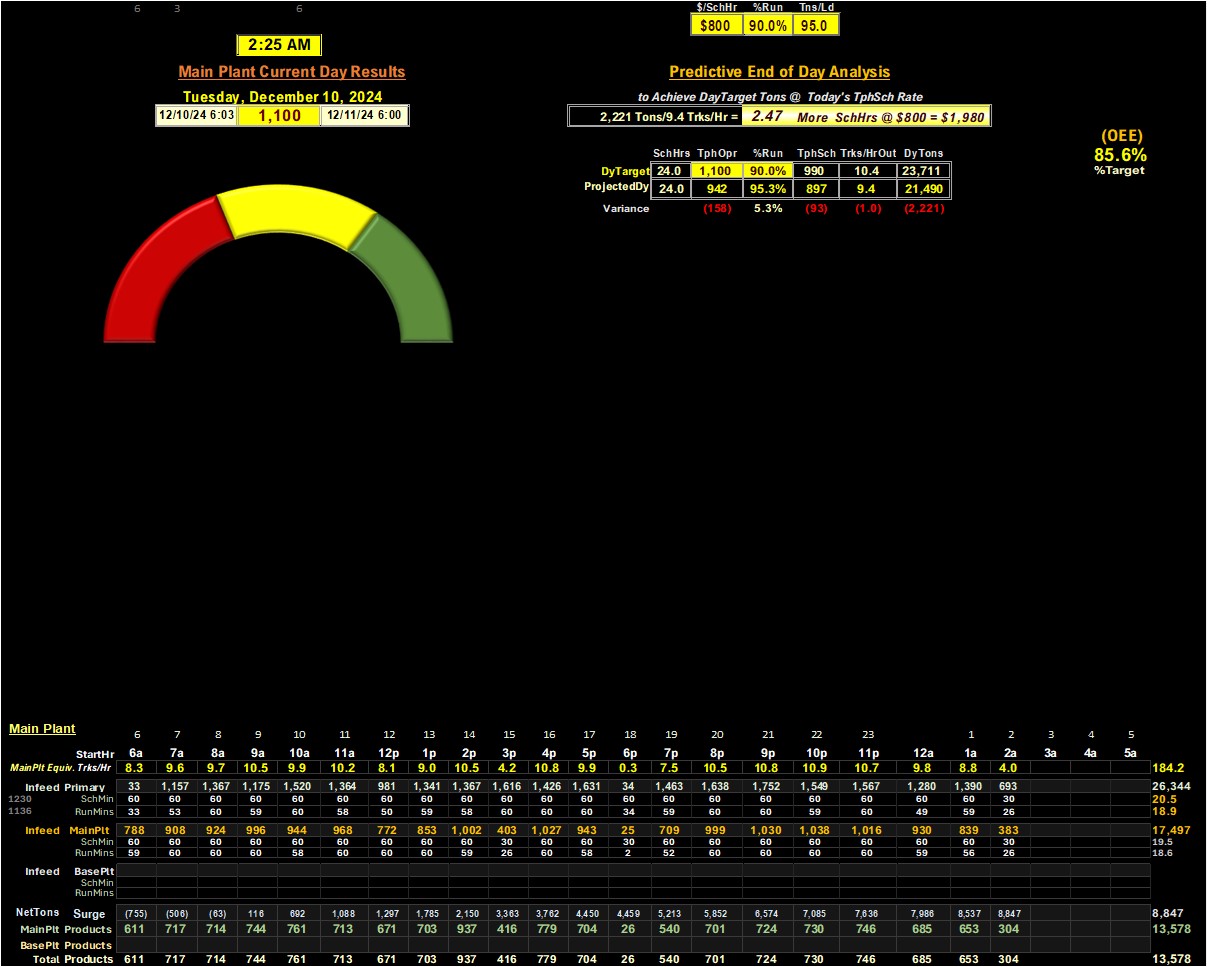 6 3 6
$/SchHr %Run Tns/Ld
$800 90.0% 95.0
2:25 AM
Main Plant Current Day Results
Predictive End of Day Analysis
Tuesday, December 10, 2024
to Achieve DayTarget Tons @ Today's TphSch Rate
12/10/24 6:03 1,100 12/11/24 6:00
2,221 Tons/9.4 Trks/Hr = 2.47 More SchHrs @ $800 = $1,980
(OEE)
85.6%
%Target
SchHrs TphOpr %Run TphSch Trks/HrOut DyTons
DyTarget 24.0 1,100 90.0% 990 10.4 23,711
ProjectedDy 24.0 942 95.3% 897 9.4 21,490
Variance (158) 5.3% (93) (1.0) (2,221)
Main Plant
6 7 8 9 10 11 12 13 14 15 16 17 18 19 20 21 22 23 1 2 3 4 5
StartHr 6a 7a 8a 9a 10a 11a 12p 1p 2p 3p 4p 5p 6p 7p 8p 9p 10p 11p 12a 1a 2a 3a 4a 5a
MainPlt Equiv. Trks/Hr 8.3 9.6 9.7 10.5 9.9 10.2 8.1 9.0 10.5 4.2 10.8 9.9 0.3 7.5 10.5 10.8 10.9 10.7 9.8 8.8 4.0 184.2
Infeed Primary 33 1,157 1,367 1,175 1,520 1,364 981 1,341 1,367 1,616 1,426 1,631 34 1,463 1,638 1,752 1,549 1,567 1,280 1,390 693 26,344
1230 SchMin 60 60 60 60 60 60 60 60 60 60 60 60 60 60 60 60 60 60 60 60 30 20.5
1136 RunMins 33 53 60 59 60 58 50 59 58 60 60 60 34 59 60 60 60 60 49 59 26 18.9
Infeed MainPlt 788 908 924 996 944 968 772 853 1,002 403 1,027 943 25 709 999 1,030 1,038 1,016 930 839 383 17,497
SchMin 60 60 60 60 60 60 60 60 60 30 60 60 30 60 60 60 60 60 60 60 30 19.5
RunMins 59 60 60 60 58 60 60 60 59 26 60 58 2 52 60 60 60 60 59 56 26 18.6
Infeed BasePlt
SchMin
RunMins
NetTons Surge (755) (506) (63) 116 692 1,088 1,297 1,785 2,150 3,363 3,762 4,450 4,459 5,213 5,852 6,574 7,085 7,636 7,986 8,537 8,847 8,847
MainPlt Products 611 717 714 744 761 713 671 703 937 416 779 704 26 540 701 724 730 746 685 653 304 13,578
BasePlt Products
Total Products 611 717 714 744 761 713 671 703 937 416 779 704 26 540 701 724 730 746 685 653 304 13,578